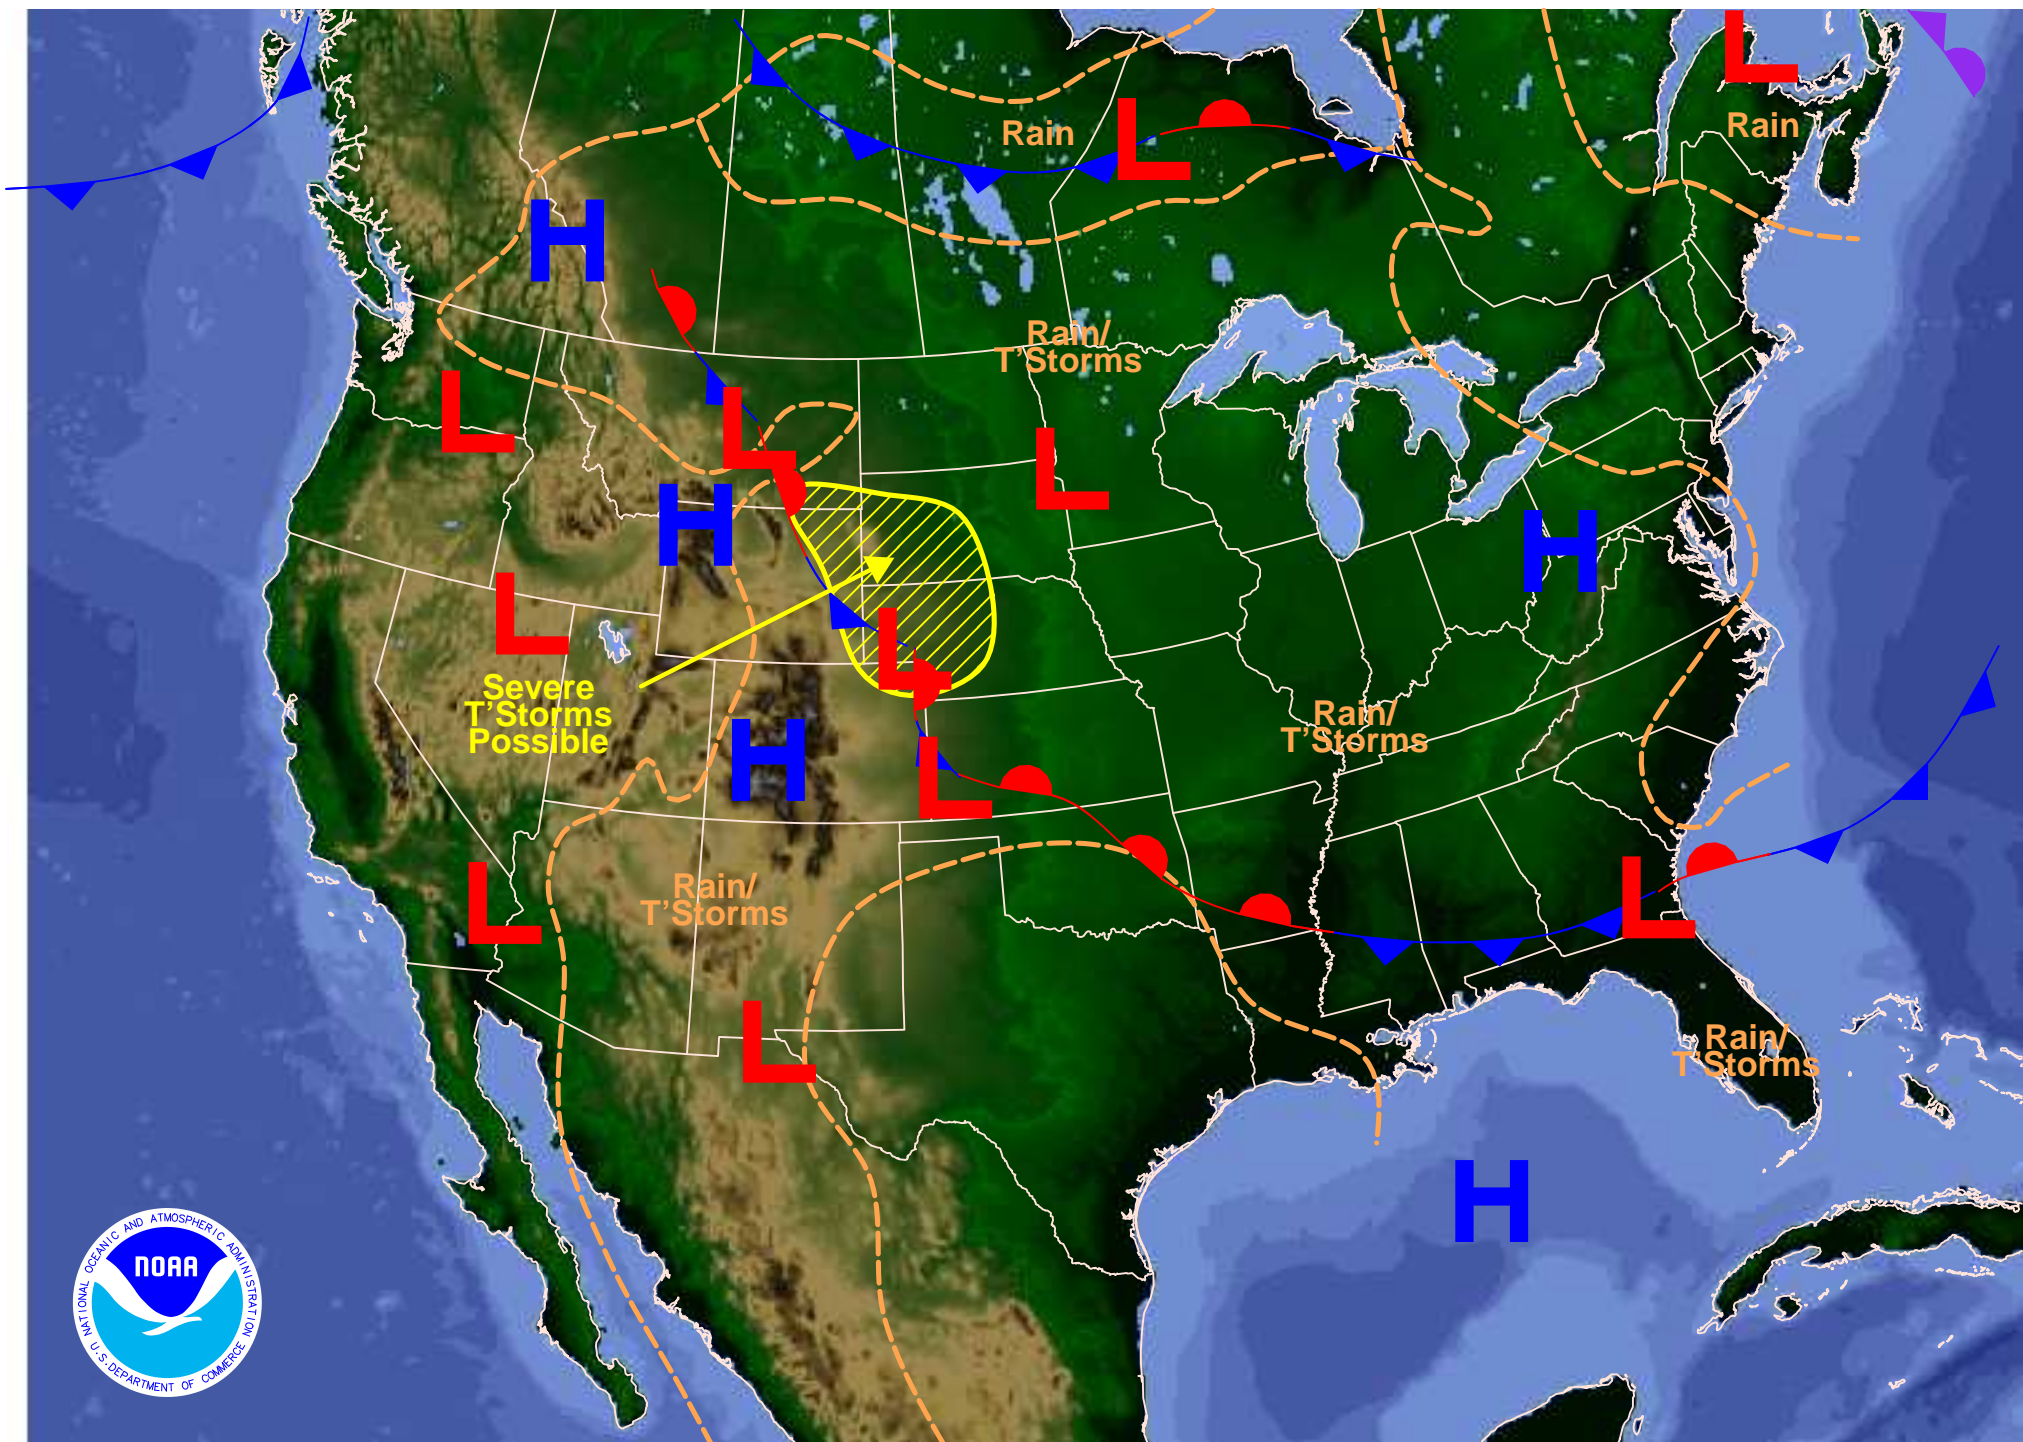 L
Rain
L
Rain
H
Rain/
T'Storms
L
L
L
H
H
L
L
Severe
T'Storms
Possible
Rain/
T'Storms
H
L
L
Rain/
T'Storms
L
L
Rain/
T'Storms
H
NATIONAL OCEANIC AND ATMOSPHERIC ADMINISTRATION
NOAA
U.S. DEPARTMENT OF COMMERCE